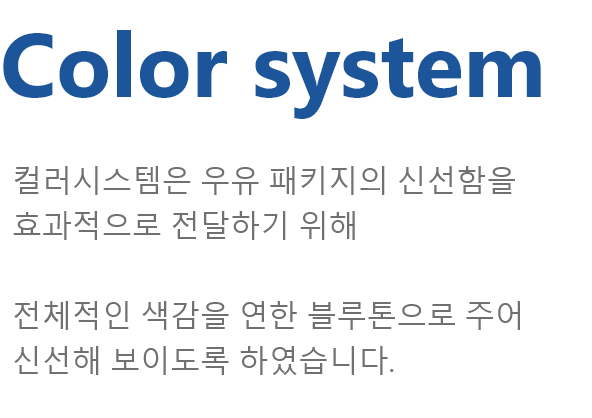 Color system
컬러시스템은 우유 패키지의 신선함을
효과적으로 전달하기 위해
전체적인 색감을 연한 블루톤으로 주어
신선해 보이도록 하였습니다.